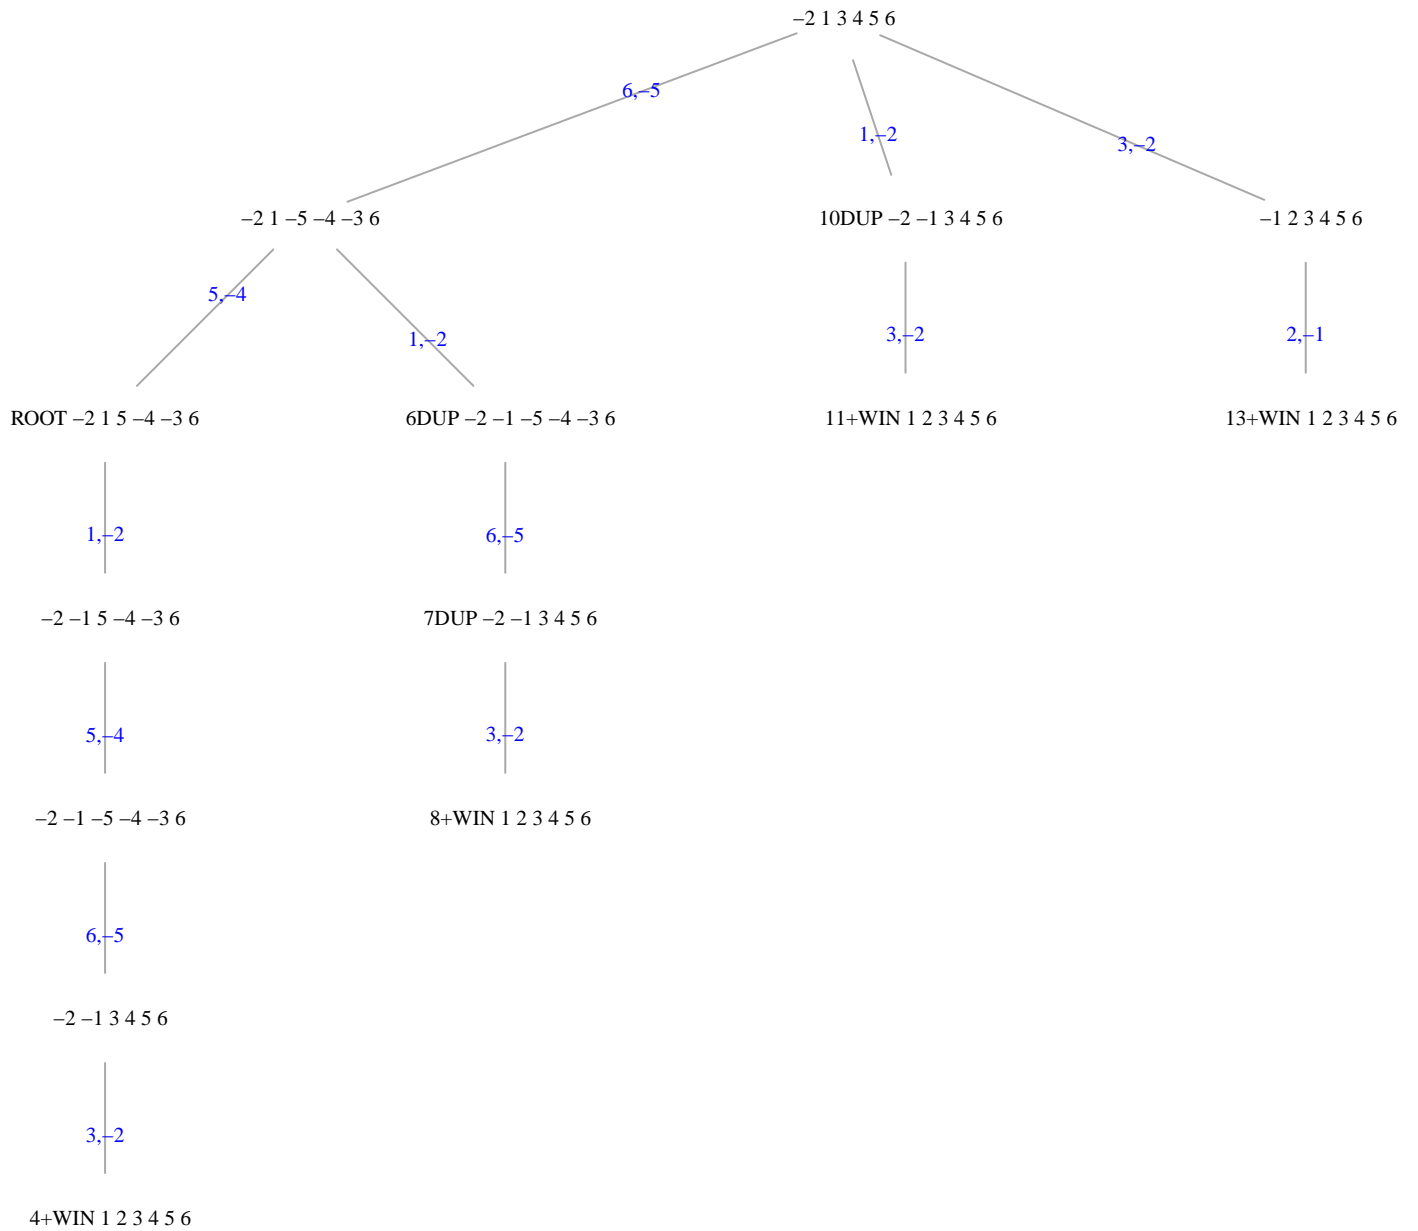 −2 1 3 4 5 6
6,−5
1,−2
3,−2
−2 1 −5 −4 −3 6
10DUP −2 −1 3 4 5 6
−1 2 3 4 5 6
5,−4
1,−2
3,−2
2,−1
ROOT −2 1 5 −4 −3 6
6DUP −2 −1 −5 −4 −3 6
11+WIN 1 2 3 4 5 6
13+WIN 1 2 3 4 5 6
1,−2
6,−5
−2 −1 5 −4 −3 6
7DUP −2 −1 3 4 5 6
5,−4
3,−2
−2 −1 −5 −4 −3 6
8+WIN 1 2 3 4 5 6
6,−5
−2 −1 3 4 5 6
3,−2
4+WIN 1 2 3 4 5 6